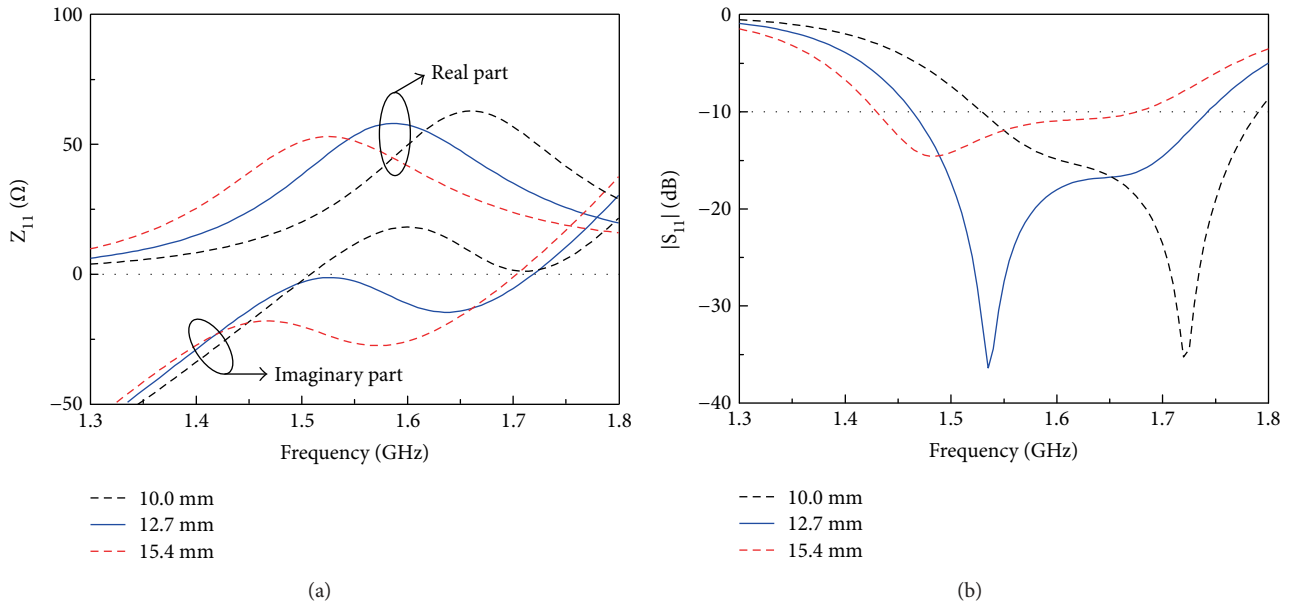 100
50
0
−50
Z11 (Ω)
Real part
Imaginary part
1.3 1.4 1.5 1.6 1.7 1.8
Frequency (GHz)
10.0 mm
12.7 mm
15.4 mm
(a)
0
−10
−20
−30
−40
|S11| (dB)
1.3 1.4 1.5 1.6 1.7 1.8
Frequency (GHz)
10.0 mm
12.7 mm
15.4 mm
(b)